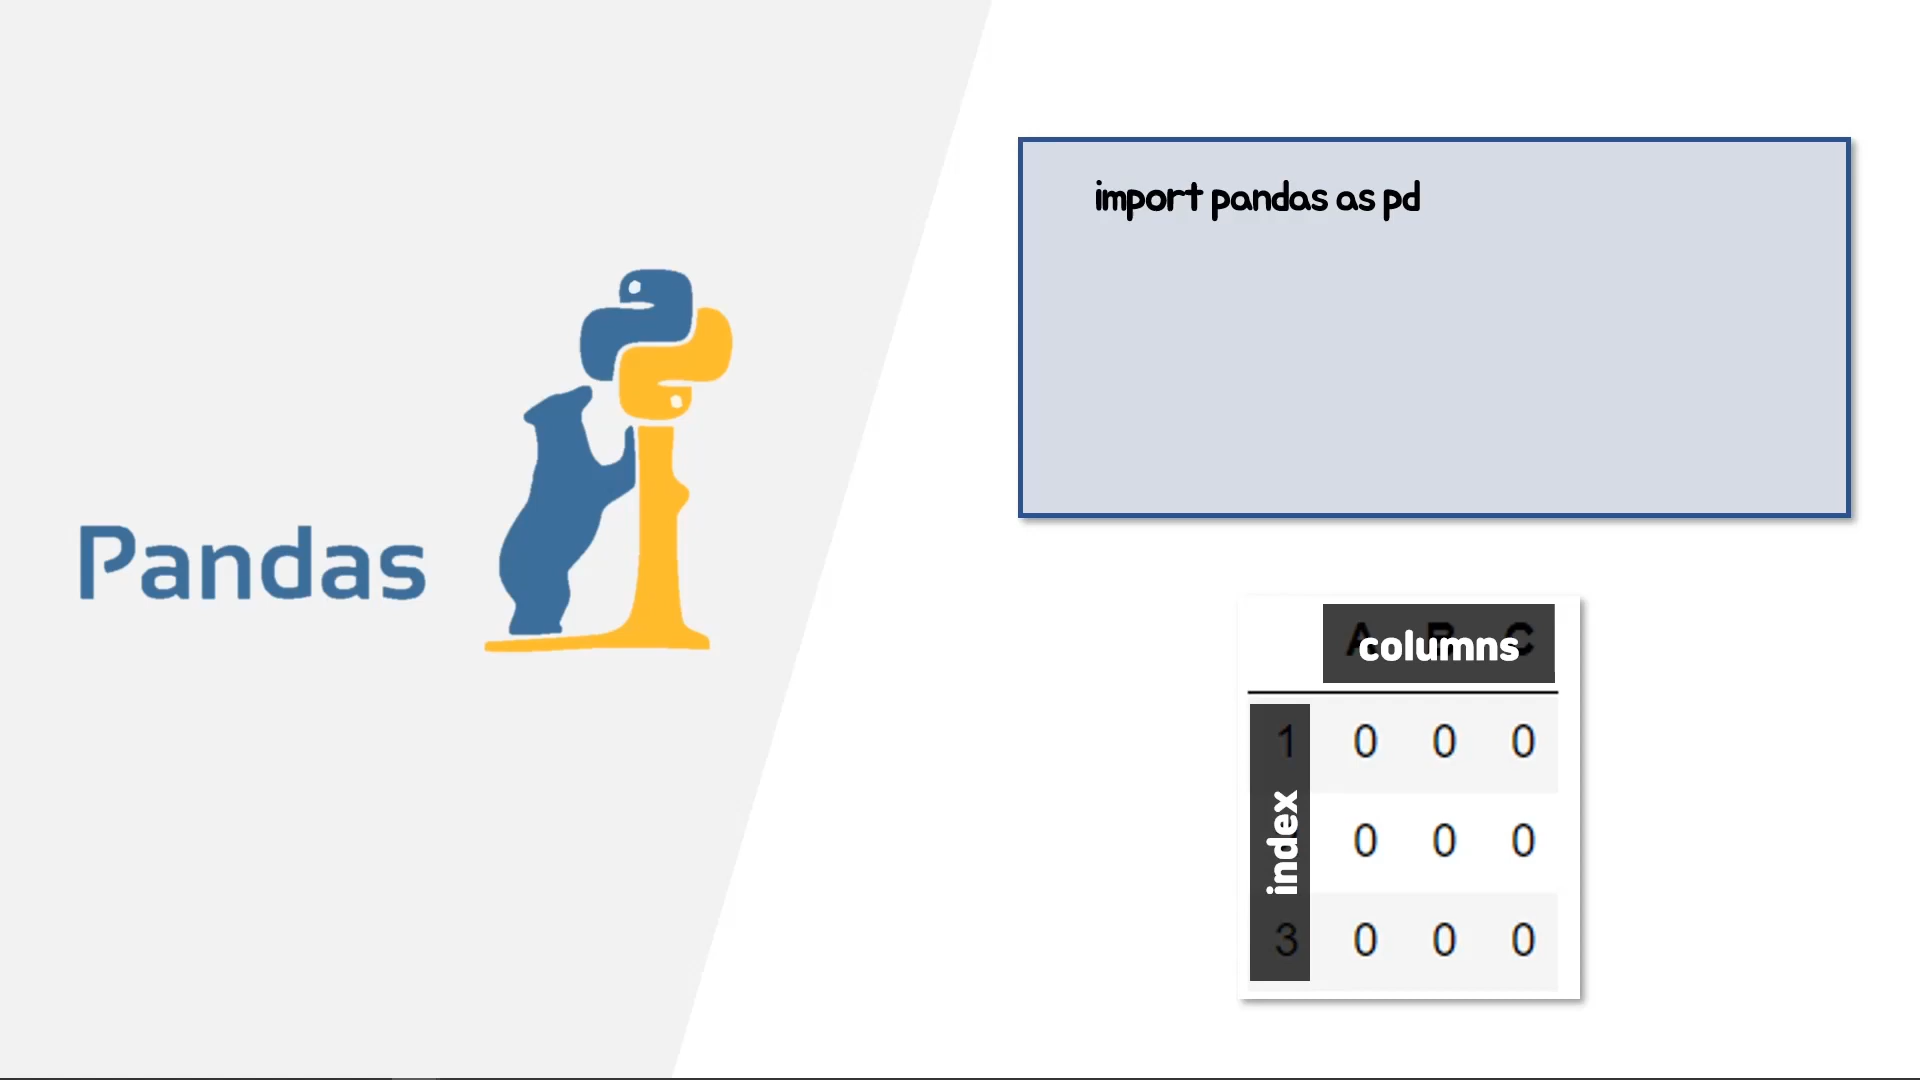 Pandas
import pandas as pd
A B C
columns
1 0 0 0
index
0 0 0
3 0 0 0